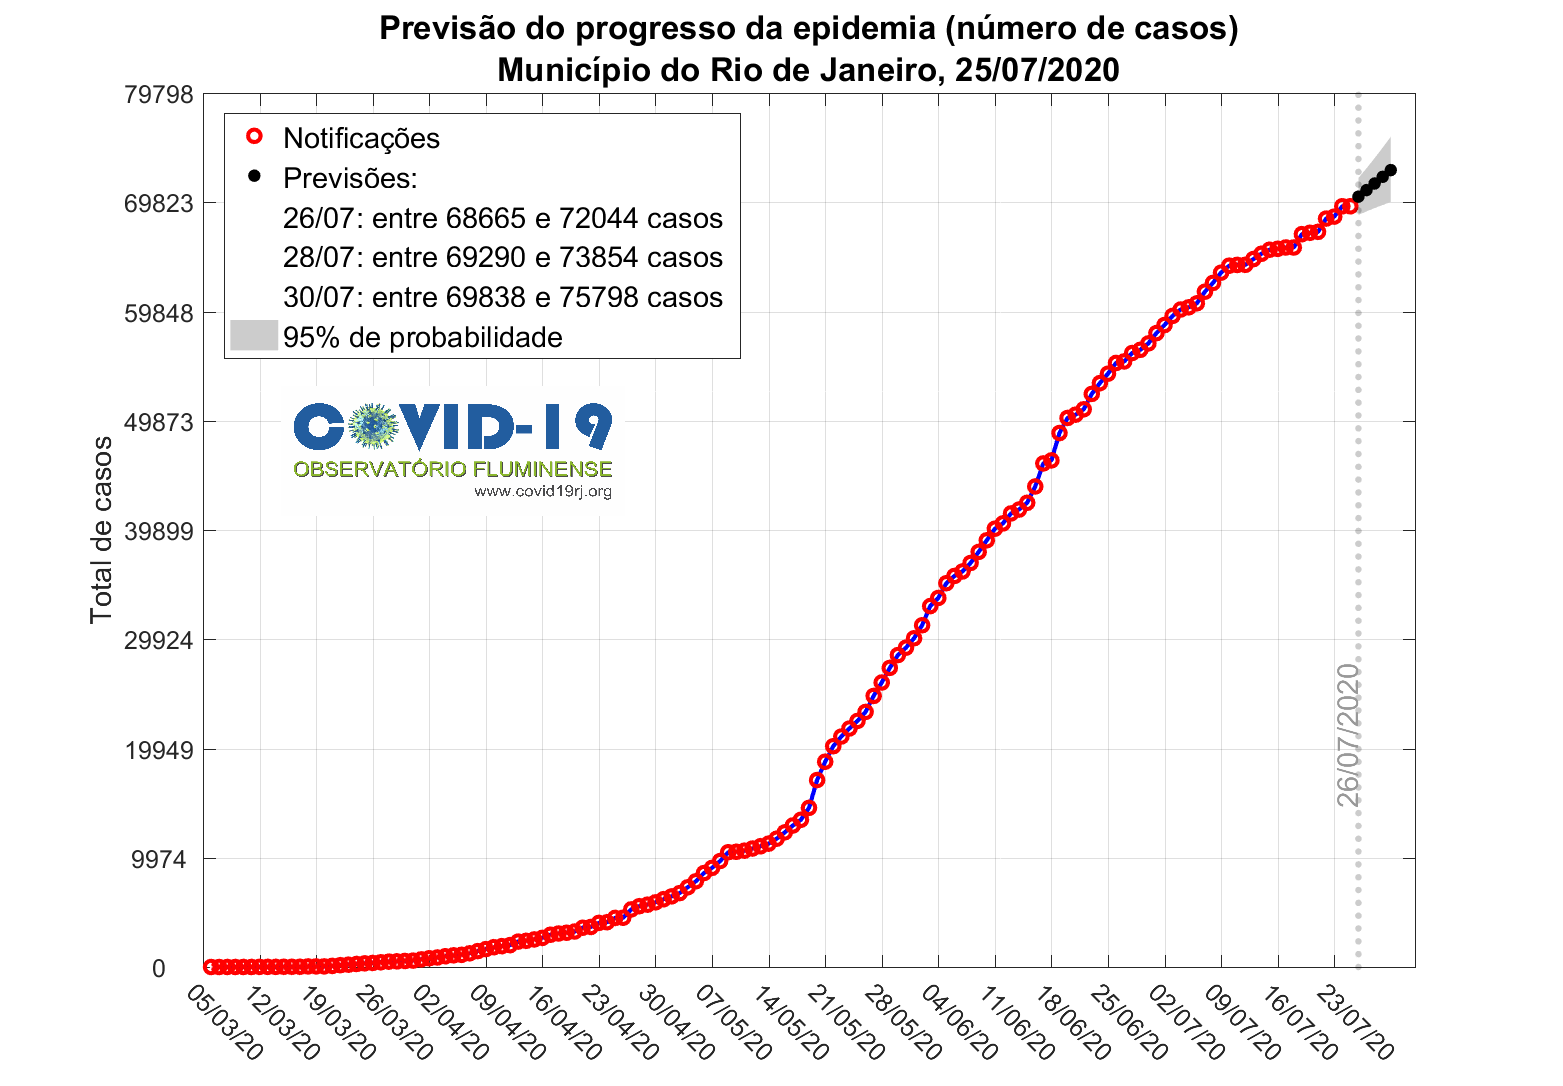 Previsão do progresso da epidemia (número de casos)
Município do Rio de Janeiro, 25/07/2020
Notificações
Previsões:
26/07: entre 68665 e 72044 casos
28/07: entre 69290 e 73854 casos
30/07: entre 69838 e 75798 casos
95% de probabilidade
COVID-19
OBSERVATÓRIO FLUMINENSE
www.covid19rj.org
Total de casos
79798
69823
59848
49873
39899
29924
19949
9974
0
26/07/2020
05/03/20
12/03/20
19/03/20
26/03/20
02/04/20
09/04/20
16/04/20
23/04/20
30/04/20
07/05/20
14/05/20
21/05/20
28/05/20
04/06/20
11/06/20
18/06/20
25/06/20
02/07/20
09/07/20
16/07/20
23/07/20